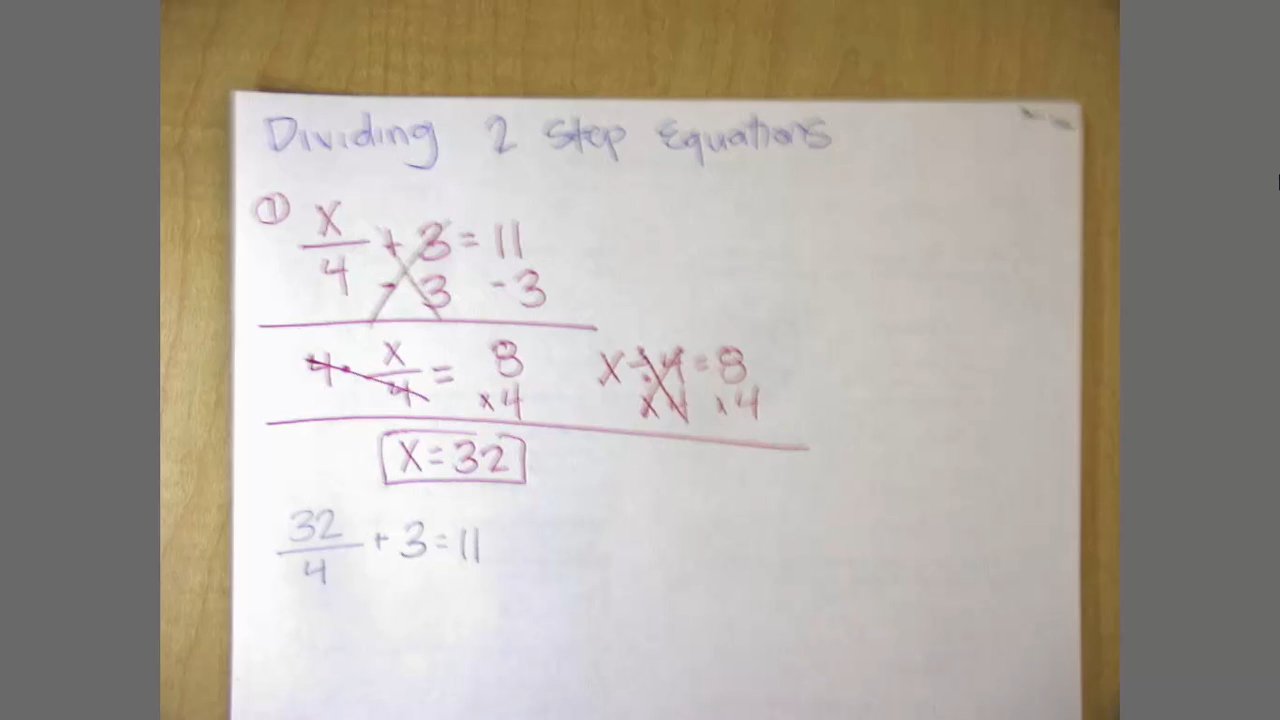 Dividing 2 Step Equations
① x/4 + 3 = 11
- 3 - 3
4 · x/4 = 8 x ÷ 4 = 8
x4 x4 x4
x = 32
32/4 + 3 = 11